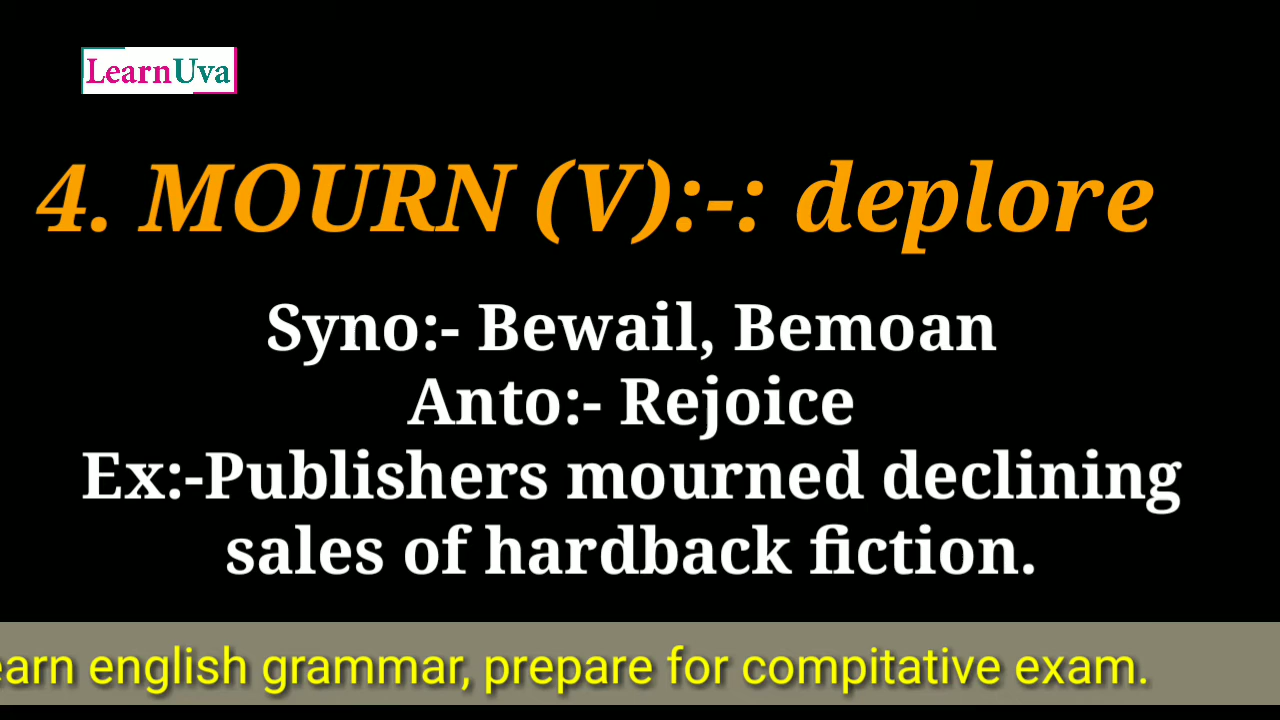 LearnUva
4. MOURN (V):-: deplore
Syno:- Bewail, Bemoan
Anto:- Rejoice
Ex:-Publishers mourned declining
sales of hardback fiction.
earn english grammar, prepare for compitative exam.